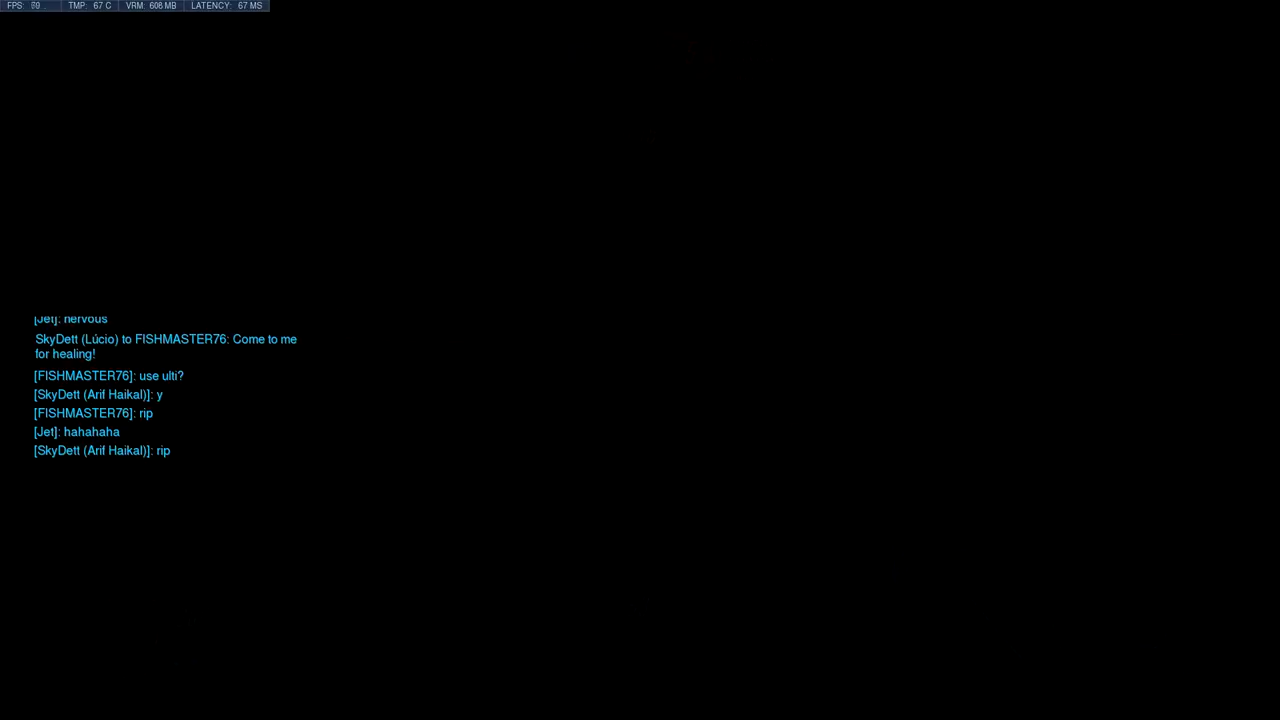 FPS: TMP: 67 C VRM: 608 MB LATENCY: 67 MS
[Jet]: nervous
SkyDett (Lúcio) to FISHMASTER76: Come to me
for healing!
[FISHMASTER76]: use ulti?
[SkyDett (Arif Haikal)]: y
[FISHMASTER76]: rip
[Jet]: hahahaha
[SkyDett (Arif Haikal)]: rip